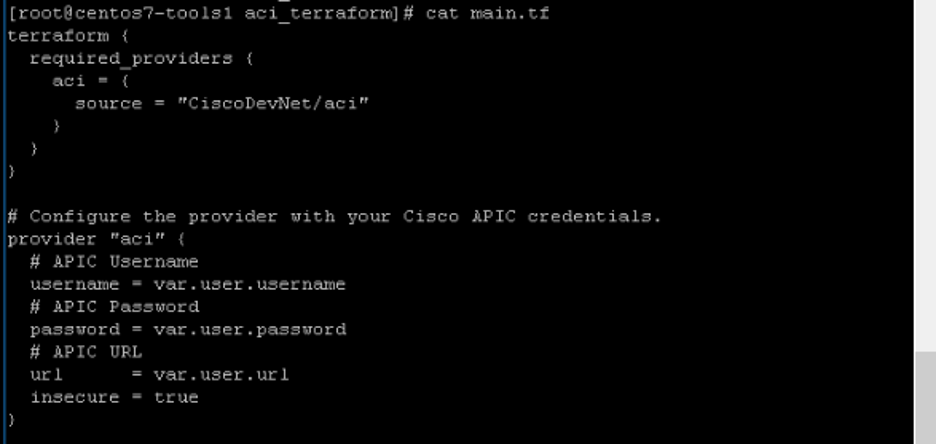 [root@centos7-tools1 aci_terraform]# cat main.tf
terraform {
  required_providers {
    aci = {
      source = "CiscoDevNet/aci"
    }
  }
}

# Configure the provider with your Cisco APIC credentials.
provider "aci" {
  # APIC Username
  username = var.user.username
  # APIC Password
  password = var.user.password
  # APIC URL
  url      = var.user.url
  insecure = true
}